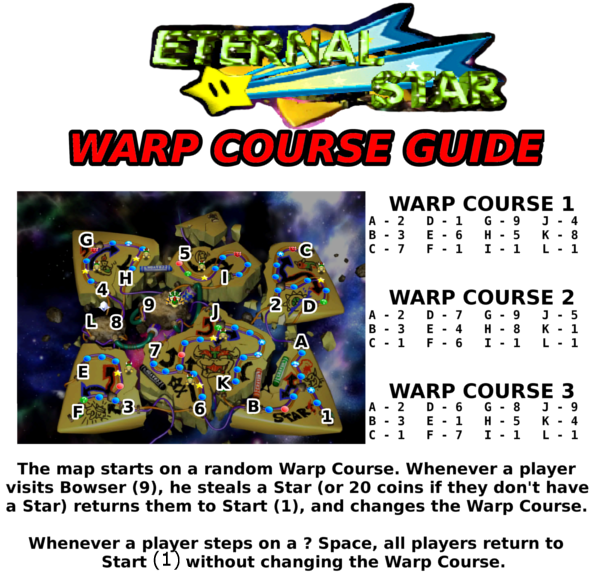 ETERNAL
STAR
WARP COURSE GUIDE
WARP COURSE 1
A - 2 D - 1 G - 9 J - 4
B - 3 E - 6 H - 5 K - 8
C - 7 F - 1 I - 1 L - 1
WARP COURSE 2
A - 2 D - 7 G - 9 J - 5
B - 3 E - 4 H - 8 K - 1
C - 1 F - 6 I - 1 L - 1
WARP COURSE 3
A - 2 D - 6 G - 8 J - 9
B - 3 E - 1 H - 5 K - 4
C - 1 F - 7 I - 1 L - 1
G
5
C
H
I
4
9
2
D
L
8
J
7
A
E
K
F
3
6
B
START
1
The map starts on a random Warp Course. Whenever a player
visits Bowser (9), he steals a Star (or 20 coins if they don't have
a Star) returns them to Start (1), and changes the Warp Course.
Whenever a player steps on a ? Space, all players return to
Start (1) without changing the Warp Course.